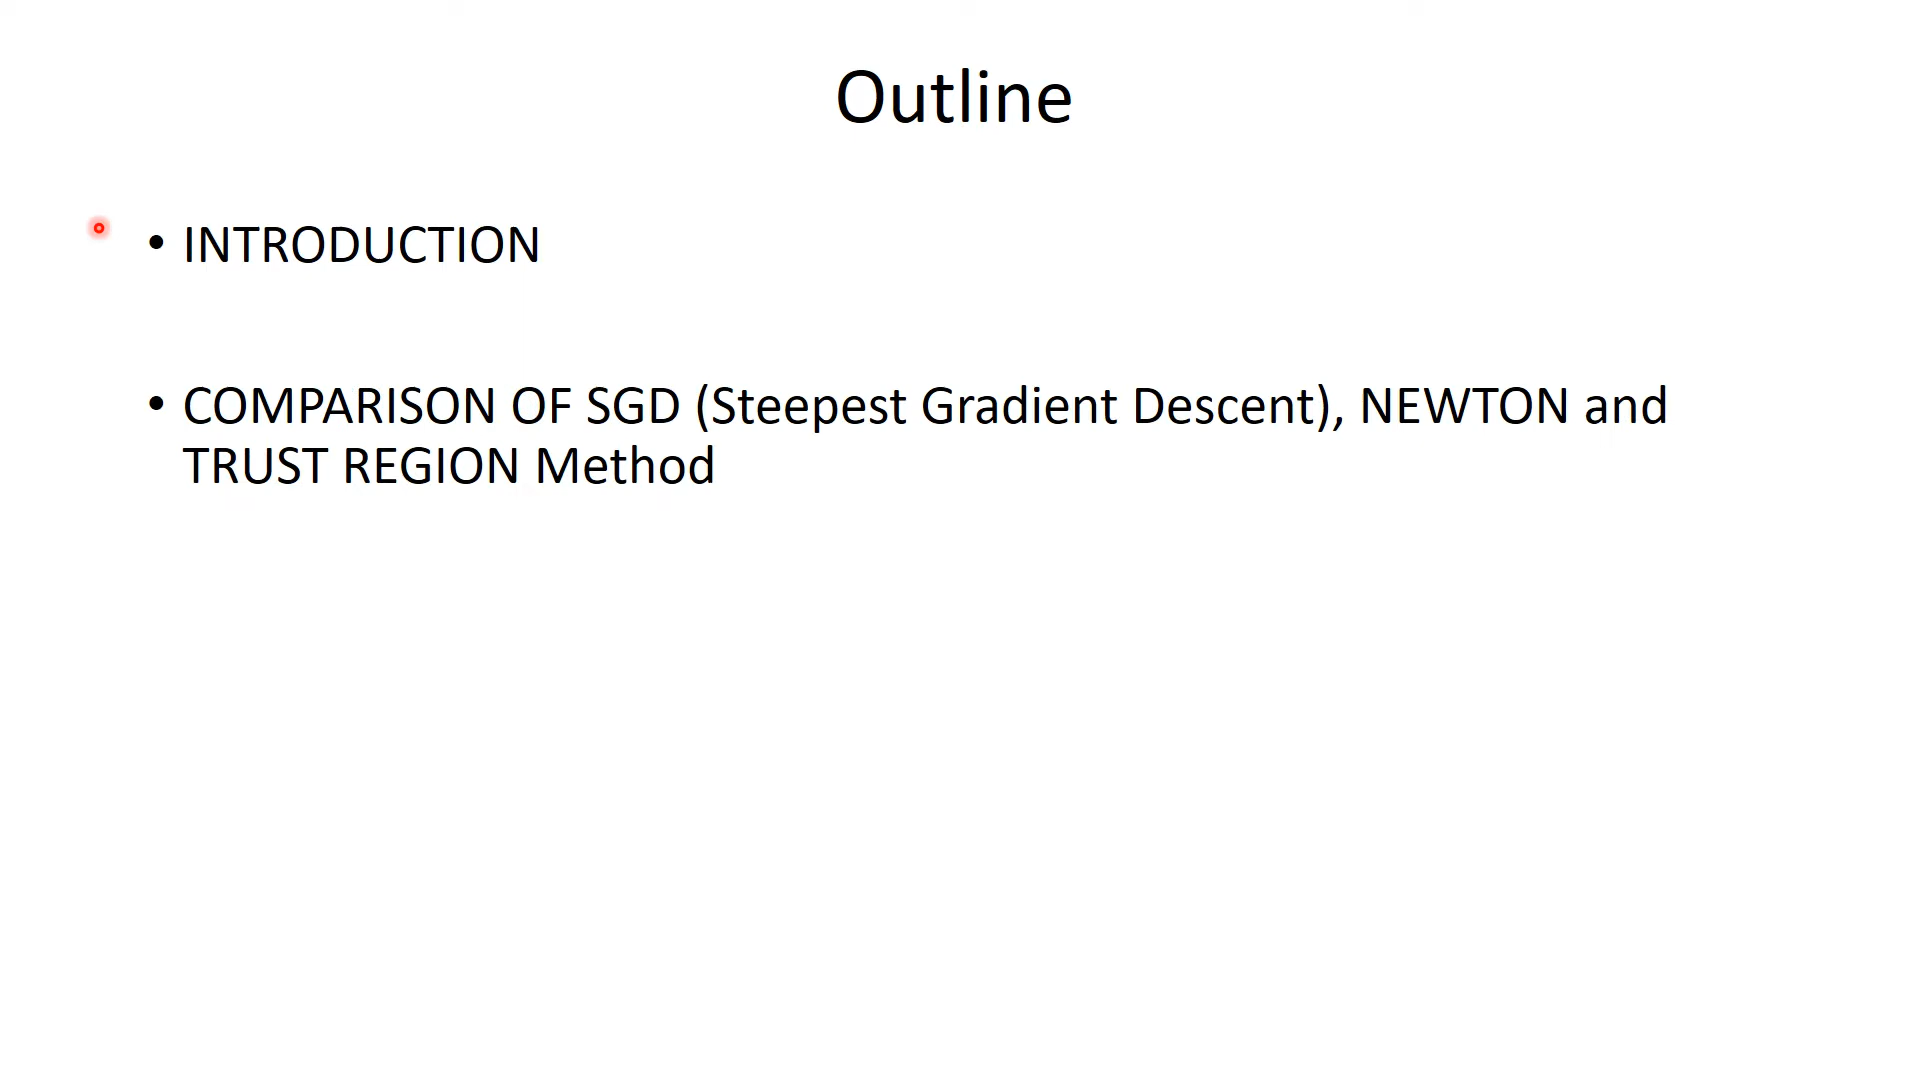 Outline
• INTRODUCTION
• COMPARISON OF SGD (Steepest Gradient Descent), NEWTON and
TRUST REGION Method